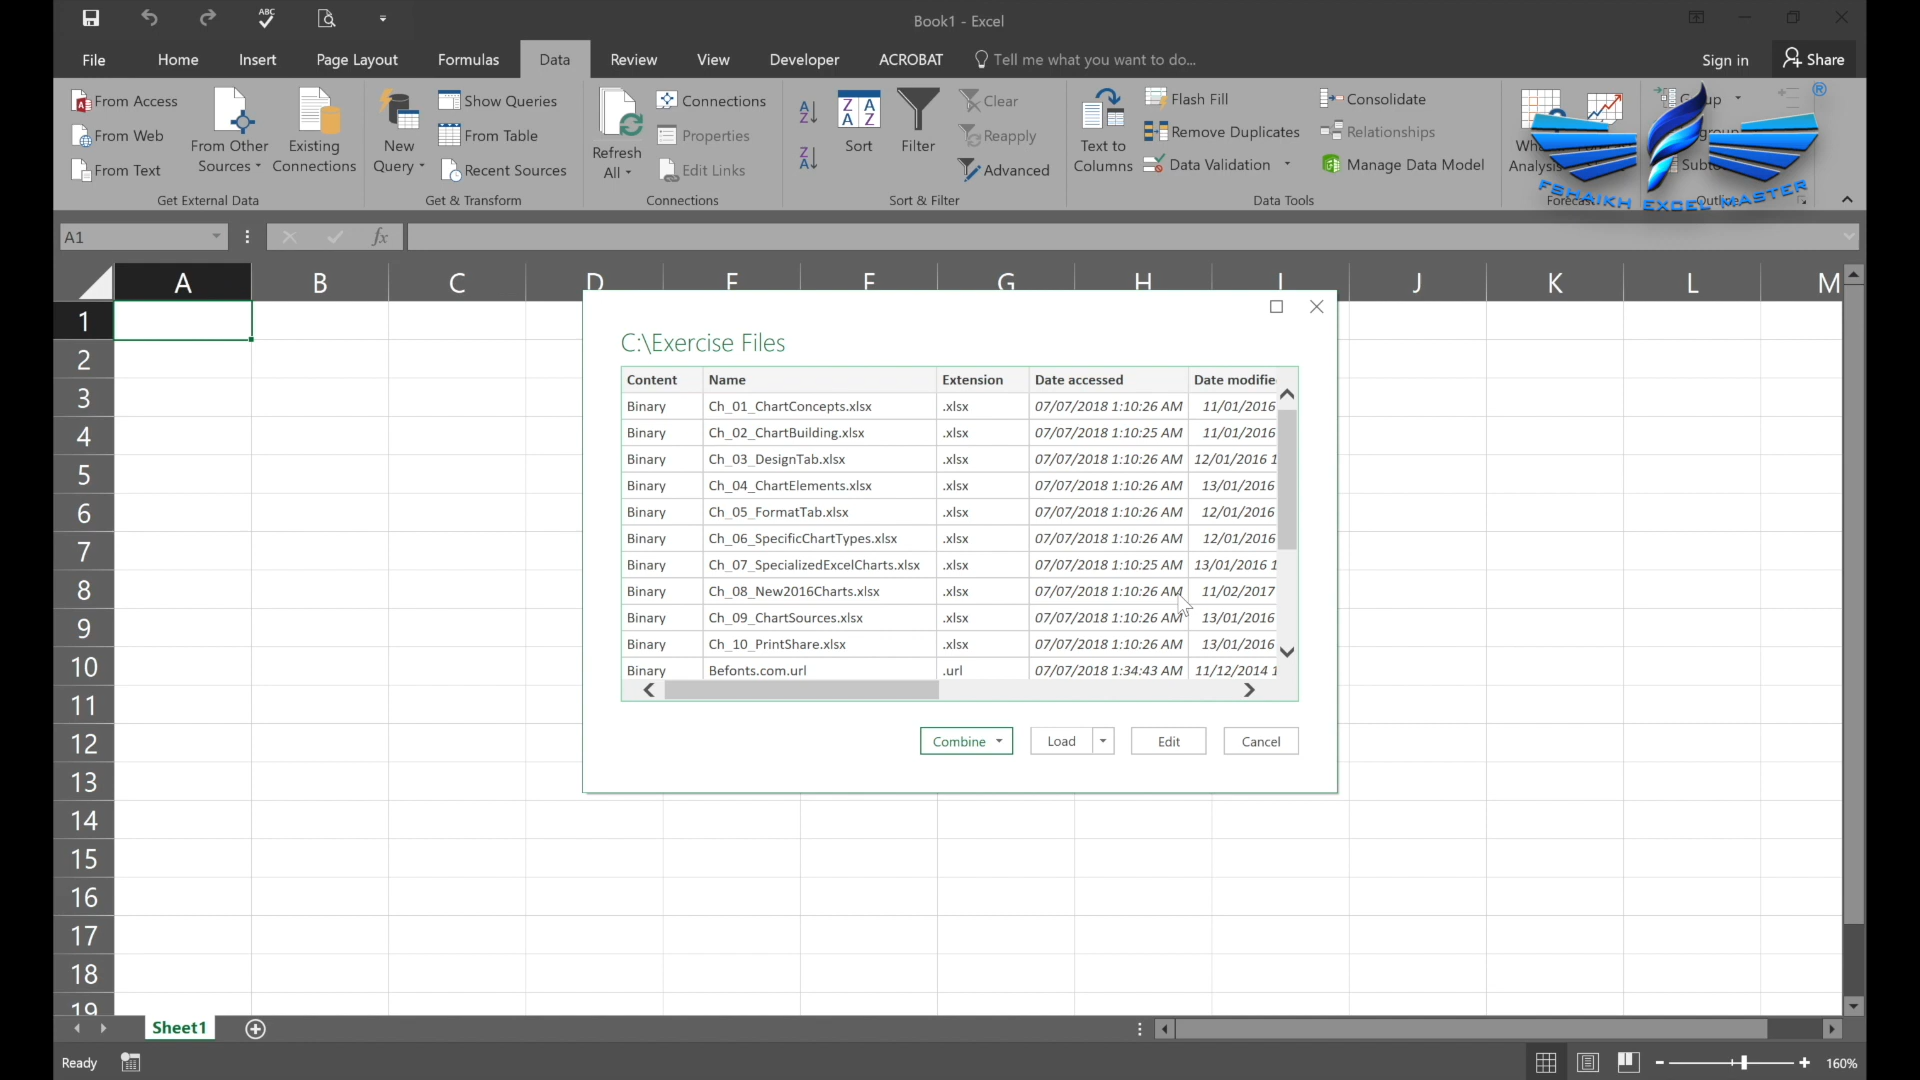 ABC
Book1 - Excel
File Home Insert Page Layout Formulas Data Review View Developer ACROBAT Tell me what you want to do... Sign in Share
From Access
From Web
From Text
From Other
Sources
Existing
Connections
Get External Data
New
Query
Show Queries
From Table
Recent Sources
Get & Transform
Refresh
All
Connections
Properties
Edit Links
Connections
A
Z
Z
A
Z A
A Z
Sort
Filter
Clear
Reapply
Advanced
Sort & Filter
Text to
Columns
Flash Fill
Remove Duplicates
Data Validation
Consolidate
Relationships
Manage Data Model
Data Tools
Analysis
®
FSHAIKH EXCEL MASTER
A1 fx
A B C D E F G H I J K L M
1
2
3
4
5
6
7
8
9
10
11
12
13
14
15
16
17
18
19
C:\Exercise Files
Content Name Extension Date accessed Date modifie
Binary Ch_01_ChartConcepts.xlsx .xlsx 07/07/2018 1:10:26 AM 11/01/2016
Binary Ch_02_ChartBuilding.xlsx .xlsx 07/07/2018 1:10:25 AM 11/01/2016
Binary Ch_03_DesignTab.xlsx .xlsx 07/07/2018 1:10:26 AM 12/01/2016 1
Binary Ch_04_ChartElements.xlsx .xlsx 07/07/2018 1:10:26 AM 13/01/2016
Binary Ch_05_FormatTab.xlsx .xlsx 07/07/2018 1:10:26 AM 12/01/2016
Binary Ch_06_SpecificChartTypes.xlsx .xlsx 07/07/2018 1:10:26 AM 12/01/2016
Binary Ch_07_SpecializedExcelCharts.xlsx .xlsx 07/07/2018 1:10:25 AM 13/01/2016 1
Binary Ch_08_New2016Charts.xlsx .xlsx 07/07/2018 1:10:26 AM 11/02/2017
Binary Ch_09_ChartSources.xlsx .xlsx 07/07/2018 1:10:26 AM 13/01/2016
Binary Ch_10_PrintShare.xlsx .xlsx 07/07/2018 1:10:26 AM 13/01/2016
Binary Befonts.com.url .url 07/07/2018 1:34:43 AM 11/12/2014 1
Combine Load Edit Cancel
Sheet1
Ready 160%